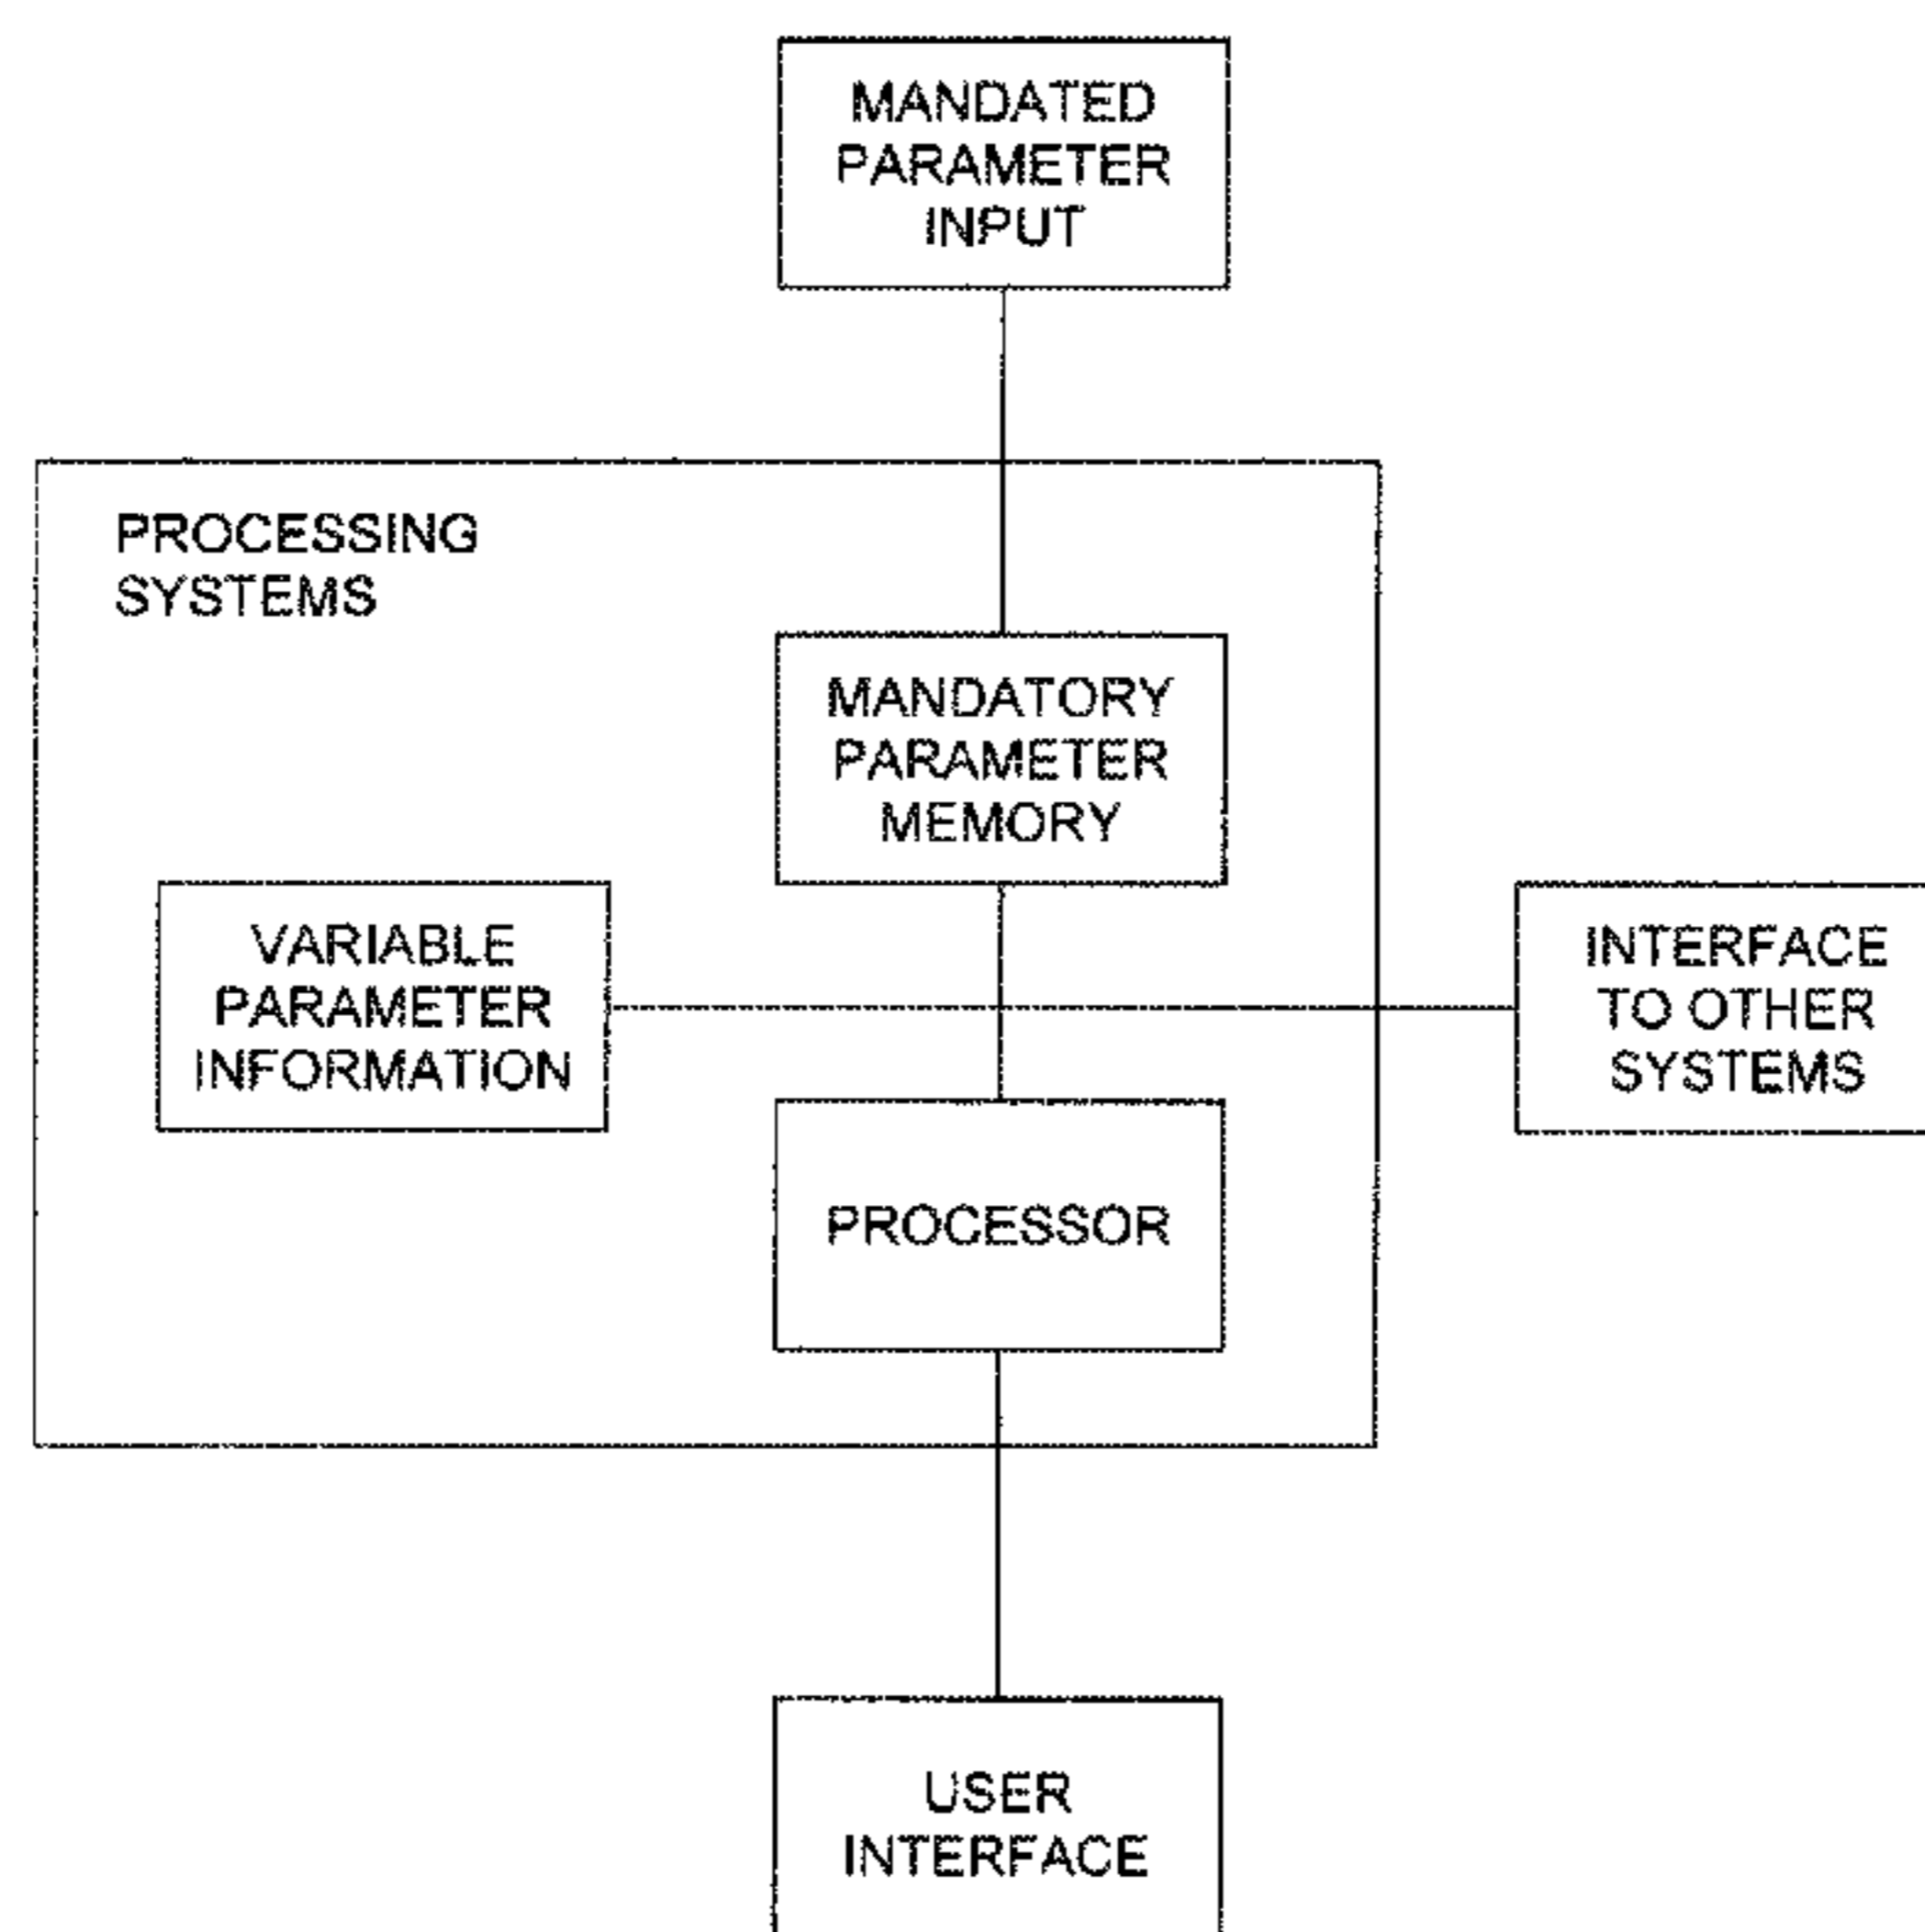 MANDATED
PARAMETER
INPUT
PROCESSING
SYSTEMS
MANDATORY
PARAMETER
MEMORY
VARIABLE
PARAMETER
INFORMATION
INTERFACE
TO OTHER
SYSTEMS
PROCESSOR
USER
INTERFACE